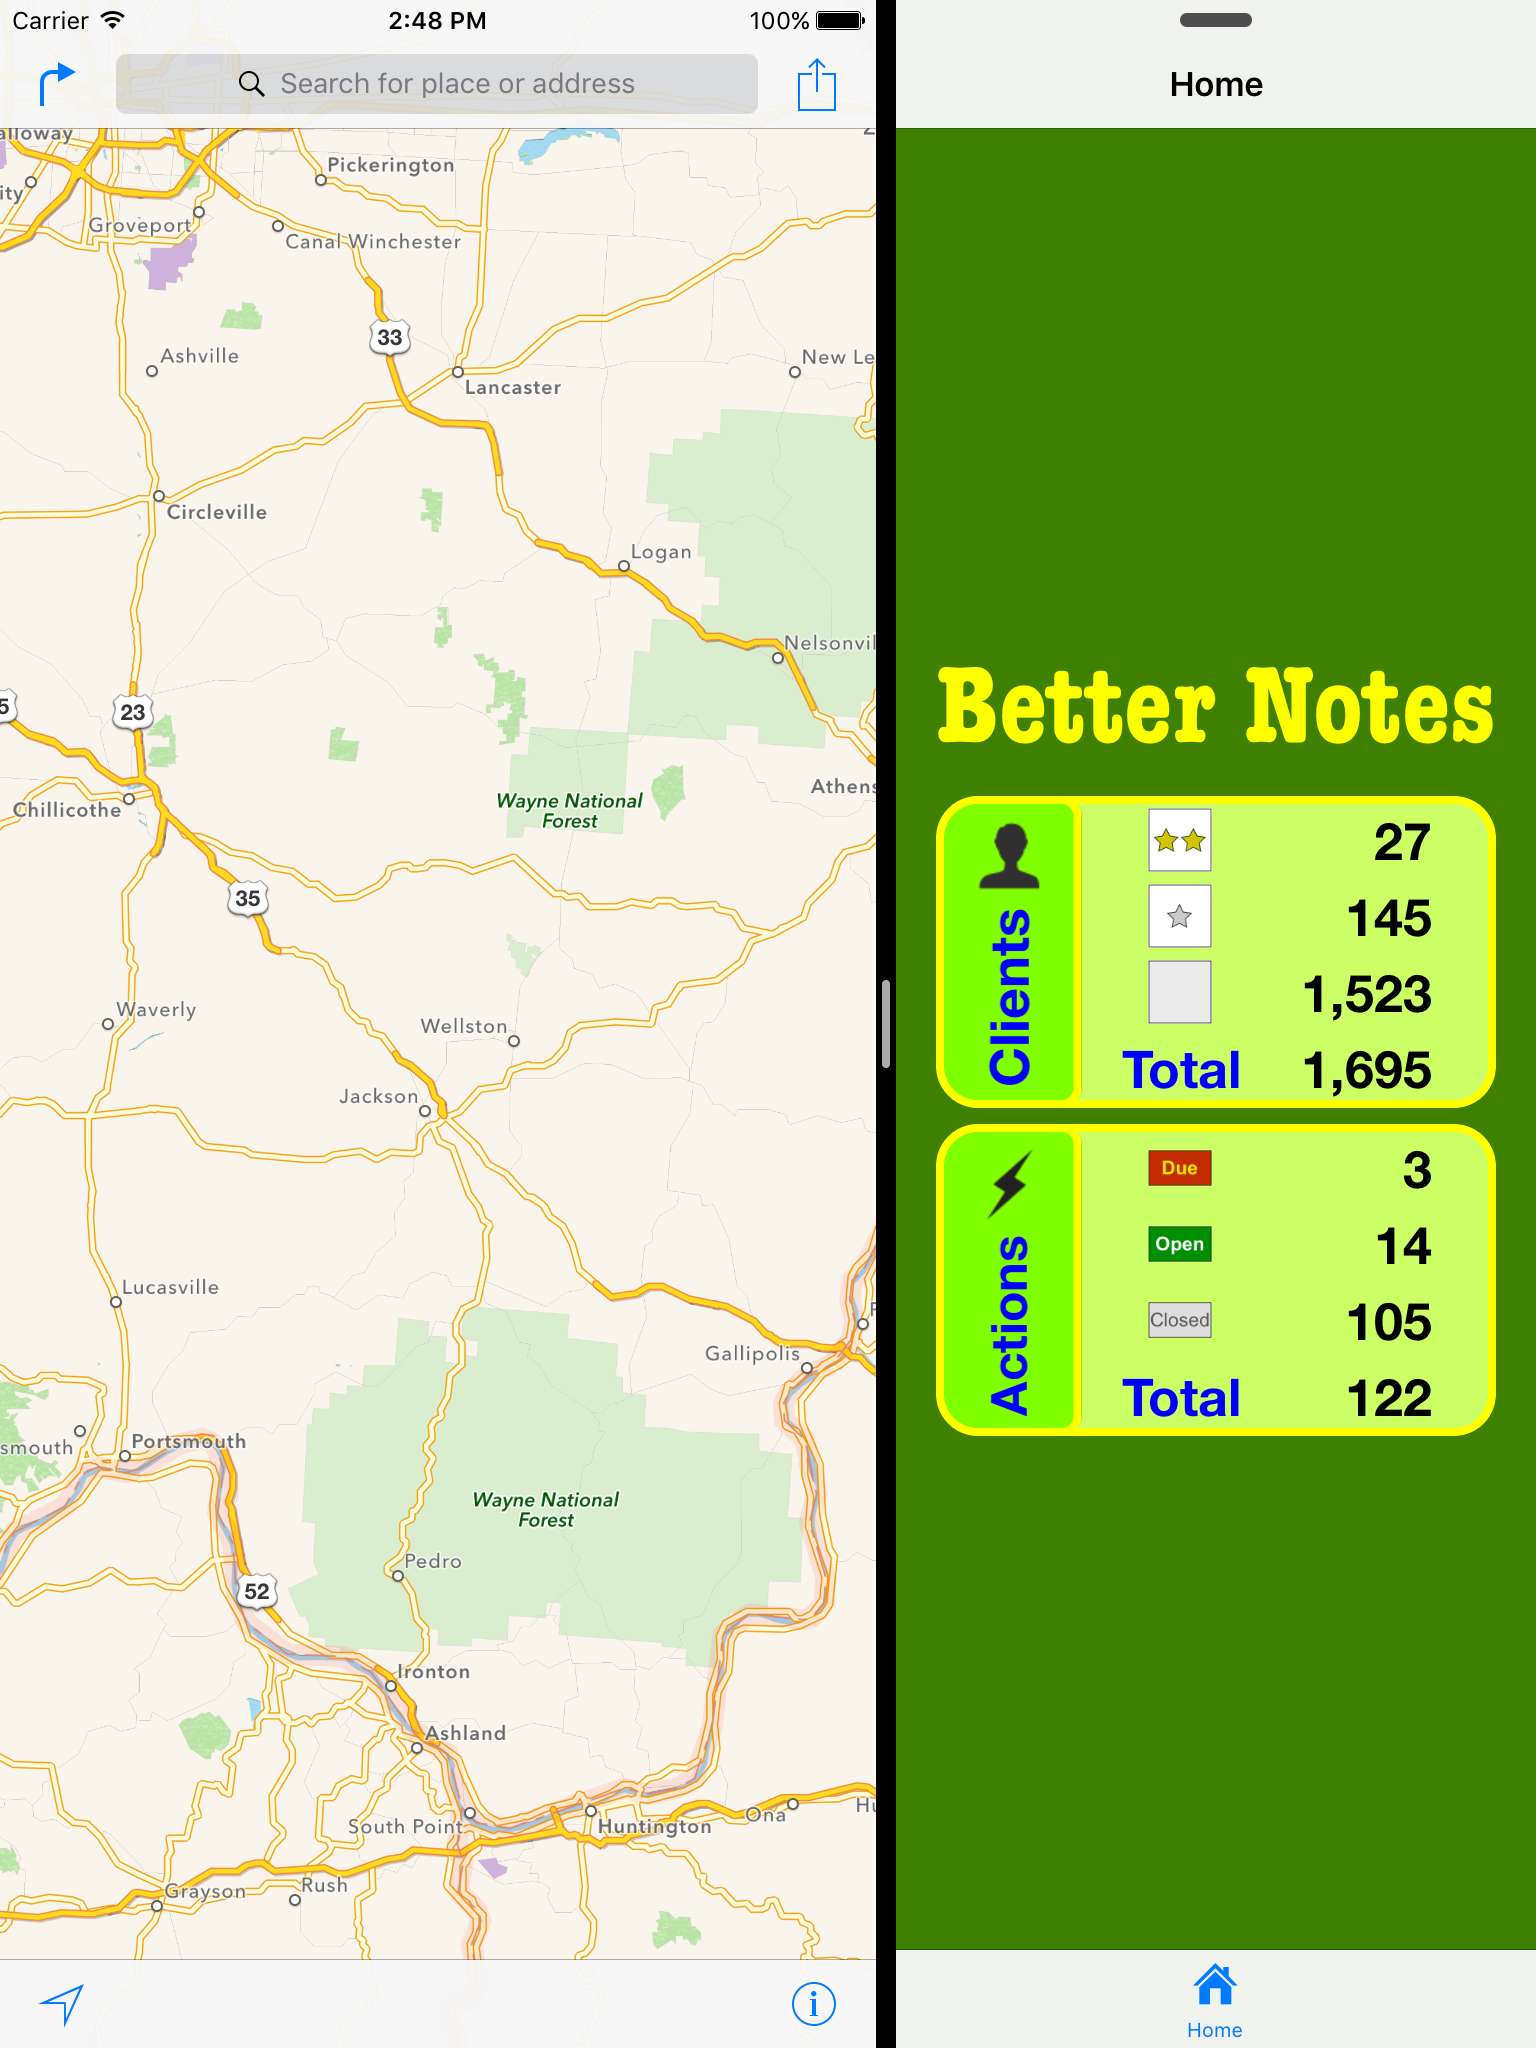 Carrier 2:48 PM 100%
Search for place or address
Home
alloway
Pickerington
ity
Groveport
Canal Winchester
33
Ashville
New Le
Lancaster
Circleville
Logan
Nelsonvil
5
23
Athens
Chillicothe
Wayne National
Forest
35
Waverly
Wellston
Jackson
Lucasville
Gallipolis
smouth
Portsmouth
Wayne National
Forest
Pedro
52
Ironton
Ashland
South Point
Huntington
Ona
Hu
Grayson
Rush
Better Notes
Clients
27
145
1,523
Total 1,695
Actions
Due 3
Open 14
Closed 105
Total 122
Home